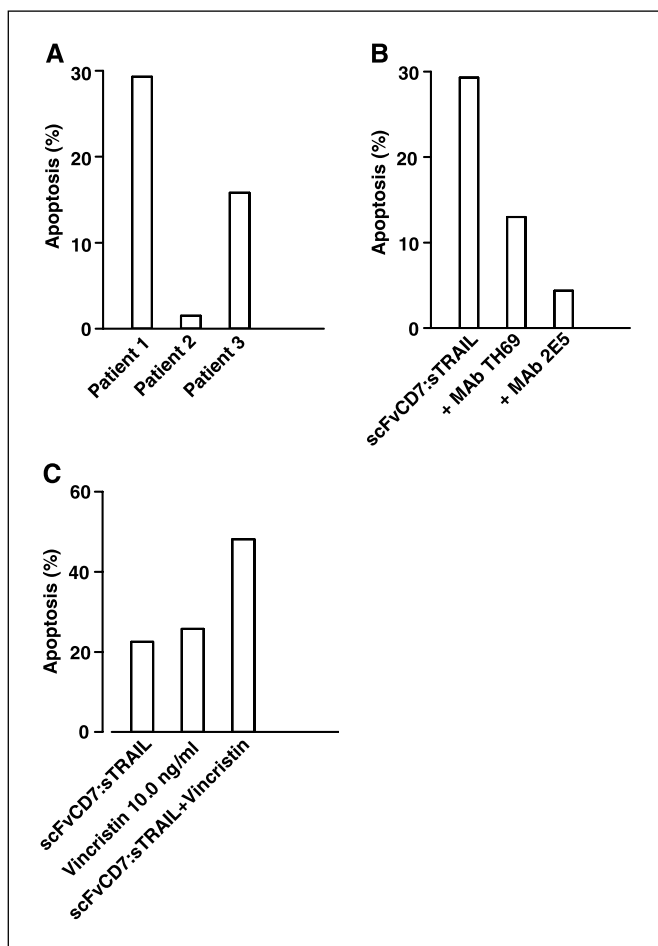 A
Apoptosis (%)
30
20
10
0
Patient 1
Patient 2
Patient 3
B
Apoptosis (%)
30
20
10
0
scFvCD7:sTRAIL
+ MAb TH69
+ MAb 2E5
C
Apoptosis (%)
60
40
20
0
scFvCD7:sTRAIL
Vincristin 10.0 ng/ml
scFvCD7:sTRAIL+Vincristin